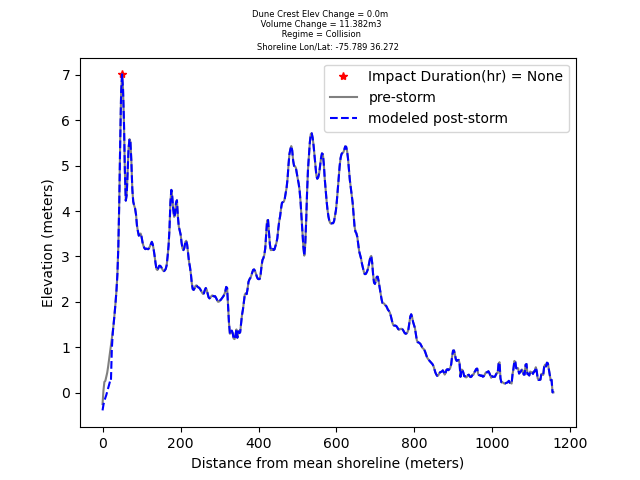 Dune Crest Elev Change = 0.0m
Volume Change = 11.382m3
Regime = Collision
Shoreline Lon/Lat: -75.789 36.272
Impact Duration(hr) = None
pre-storm
modeled post-storm
Elevation (meters)
7
6
5
4
3
2
1
0
0 200 400 600 800 1000 1200
Distance from mean shoreline (meters)